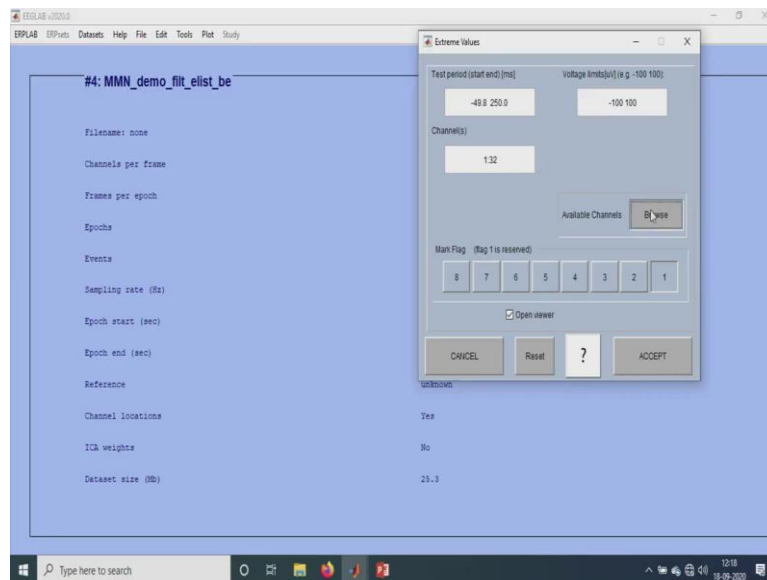 EEGLAB v2020.0
ERPLAB ERPsets Datasets Help File Edit Tools Plot Study
#4: MMN_demo_filt_elist_be
Filename: none
Channels per frame
Frames per epoch
Epochs
Events
Sampling rate (Hz)
Epoch start (sec)
Epoch end (sec)
Reference unknown
Channel locations Yes
ICA weights No
Dataset size (Mb) 25.3
Extreme Values
Test period (start end) [ms] Voltage limits[uV] (e.g. -100 100):
-49.8 250.0 -100 100
Channel(s)
1:32
Available Channels Browse
Mark Flag (flag 1 is reserved)
8 7 6 5 4 3 2 1
Open viewer
CANCEL Reset ? ACCEPT
Type here to search
12:18
18-09-2020